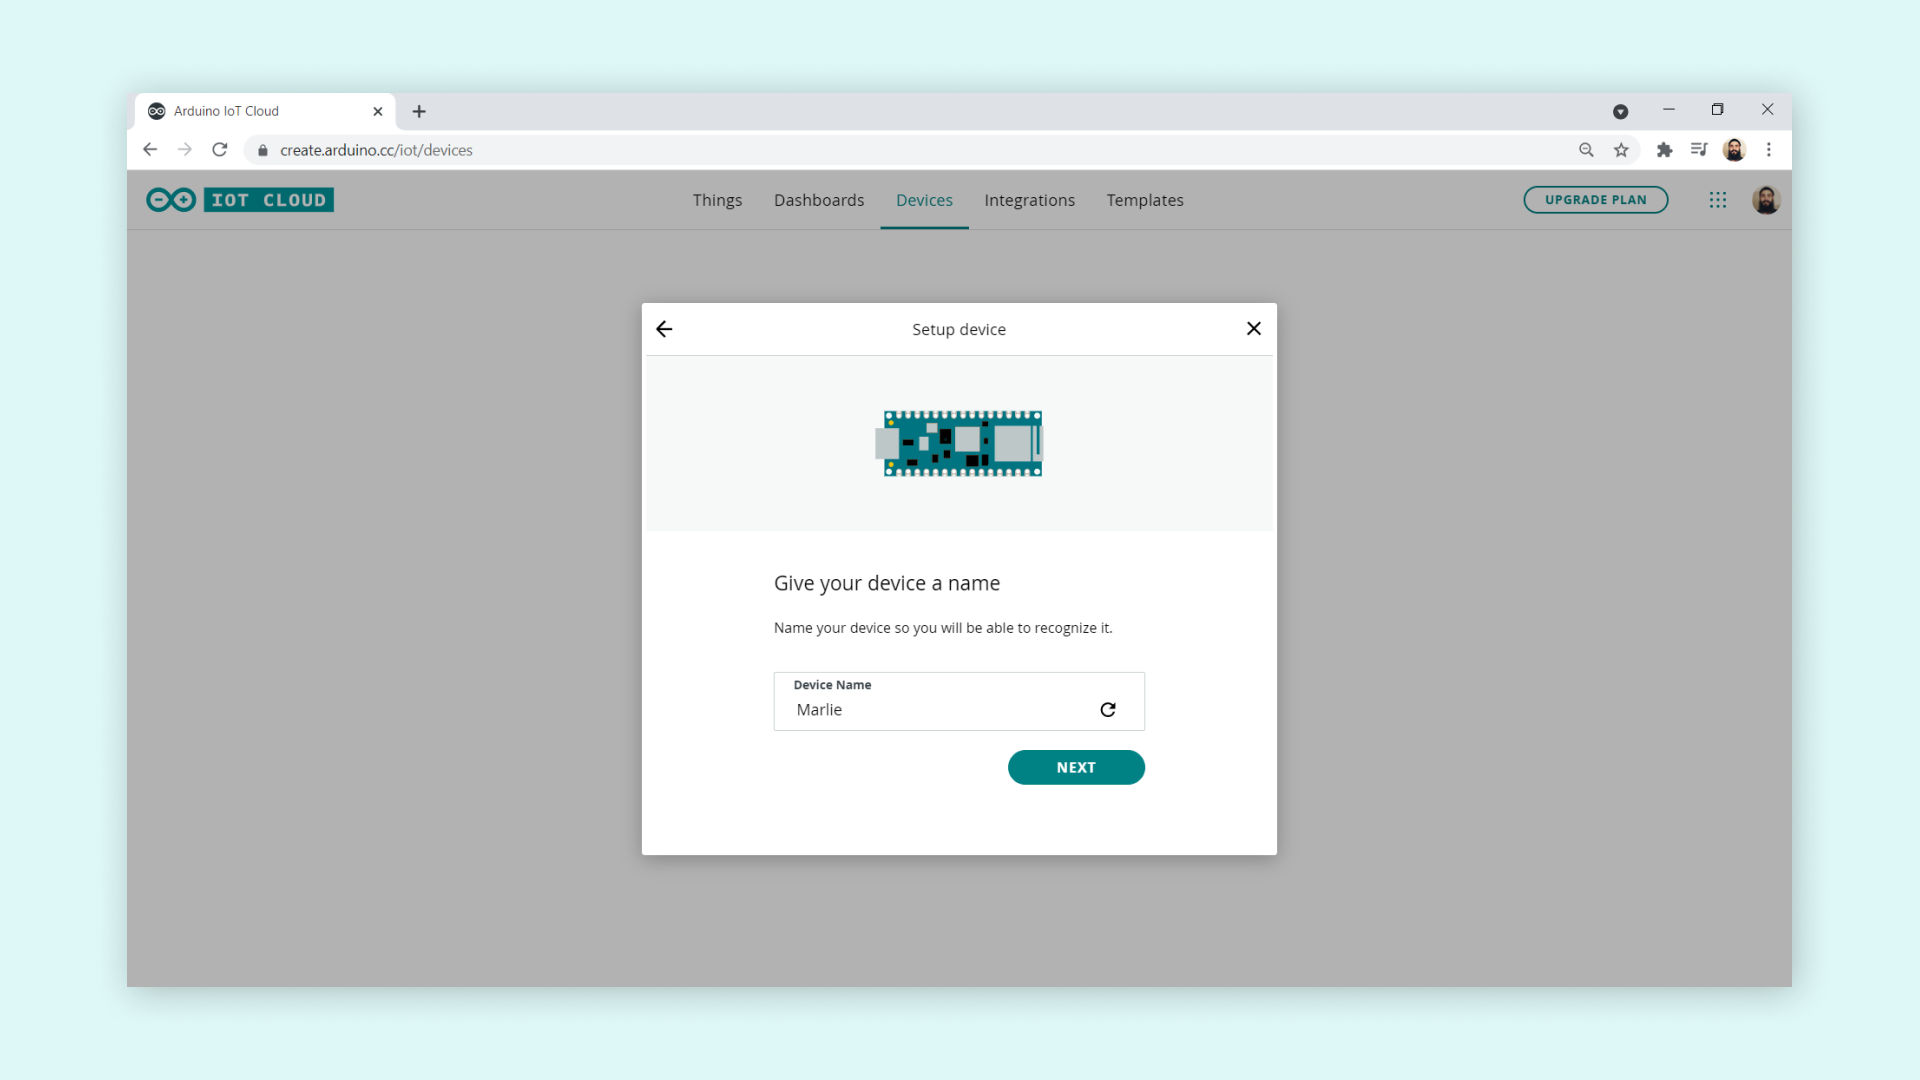 Arduino IoT Cloud
create.arduino.cc/iot/devices
IOT CLOUD
Things Dashboards Devices Integrations Templates
UPGRADE PLAN
Setup device
Give your device a name
Name your device so you will be able to recognize it.
Device Name
Marlie
NEXT